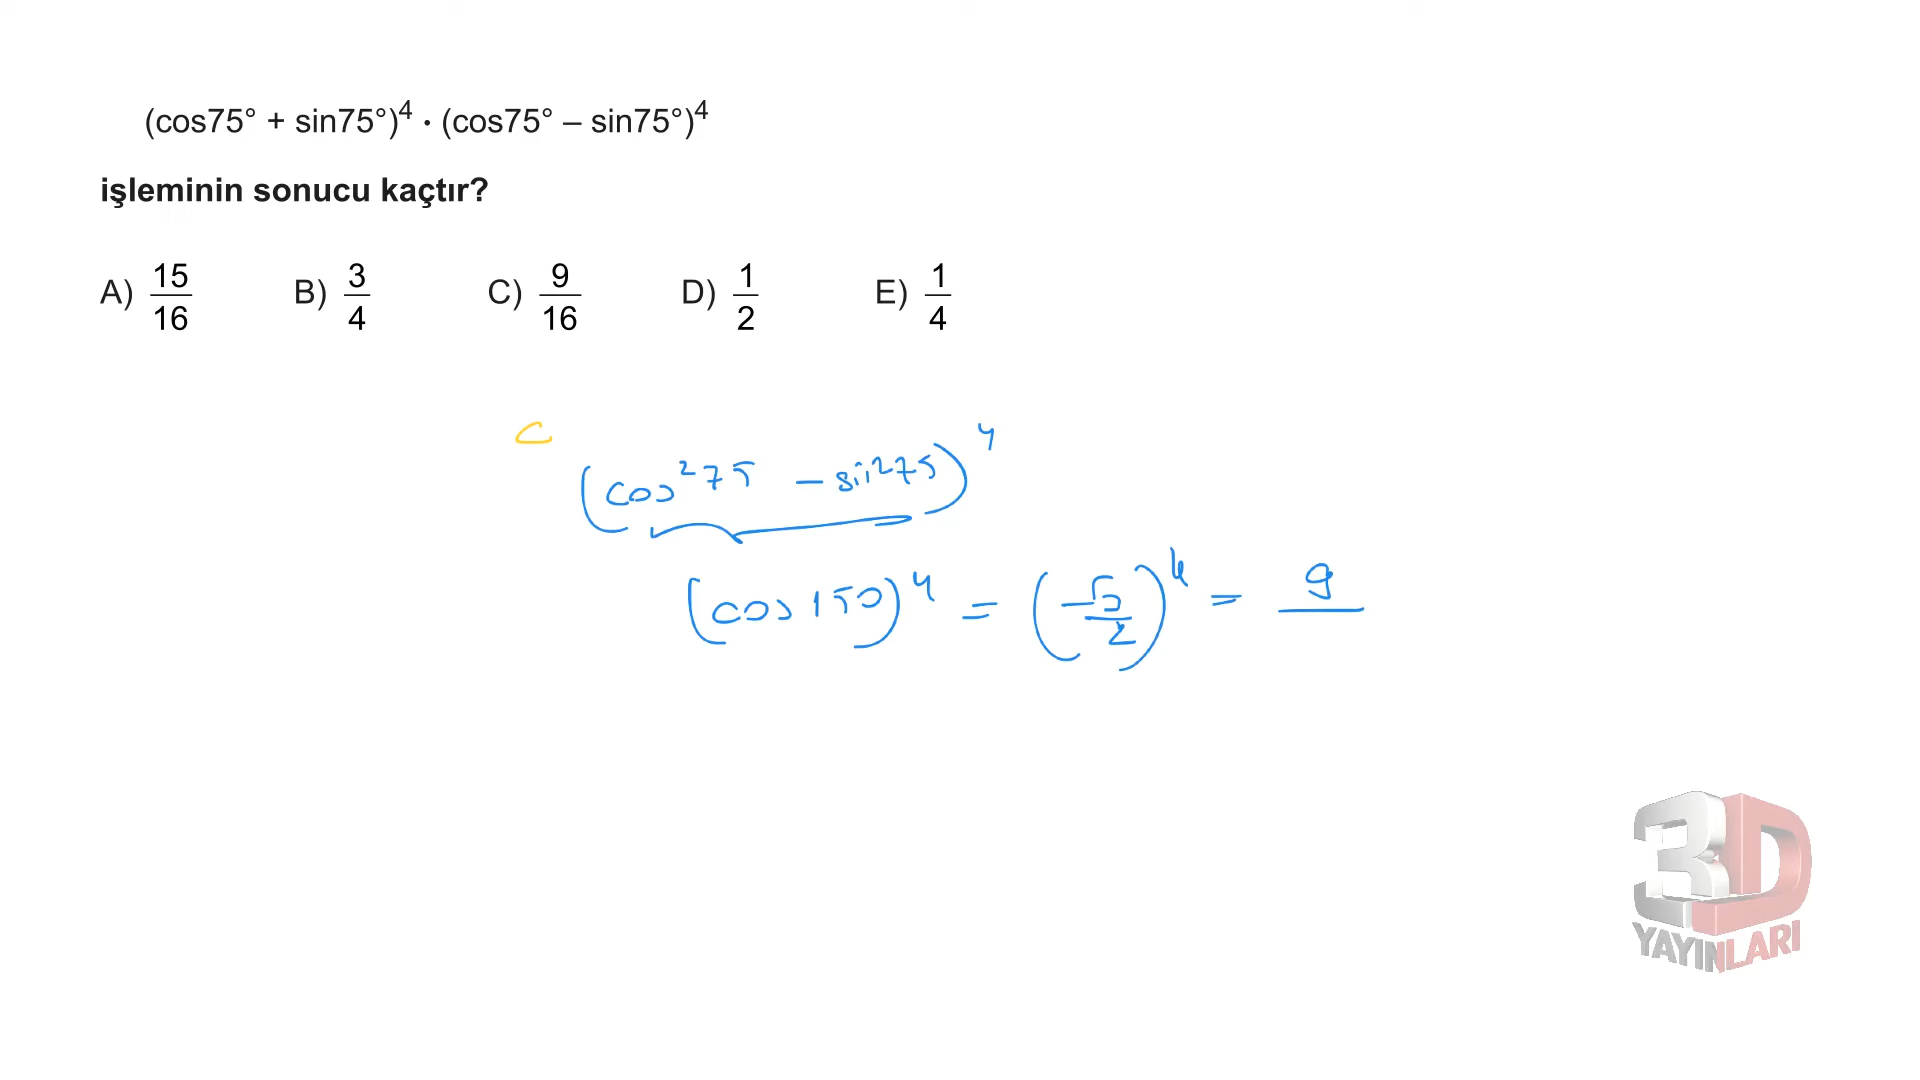 (cos75° + sin75°)⁴ · (cos75° – sin75°)⁴
işleminin sonucu kaçtır?
A) 15/16 B) 3/4 C) 9/16 D) 1/2 E) 1/4
C
(cos²75 – sin²75)⁴
(cos150)⁴ = (–√3/2)⁴ = 9
3D
YAYINLARI